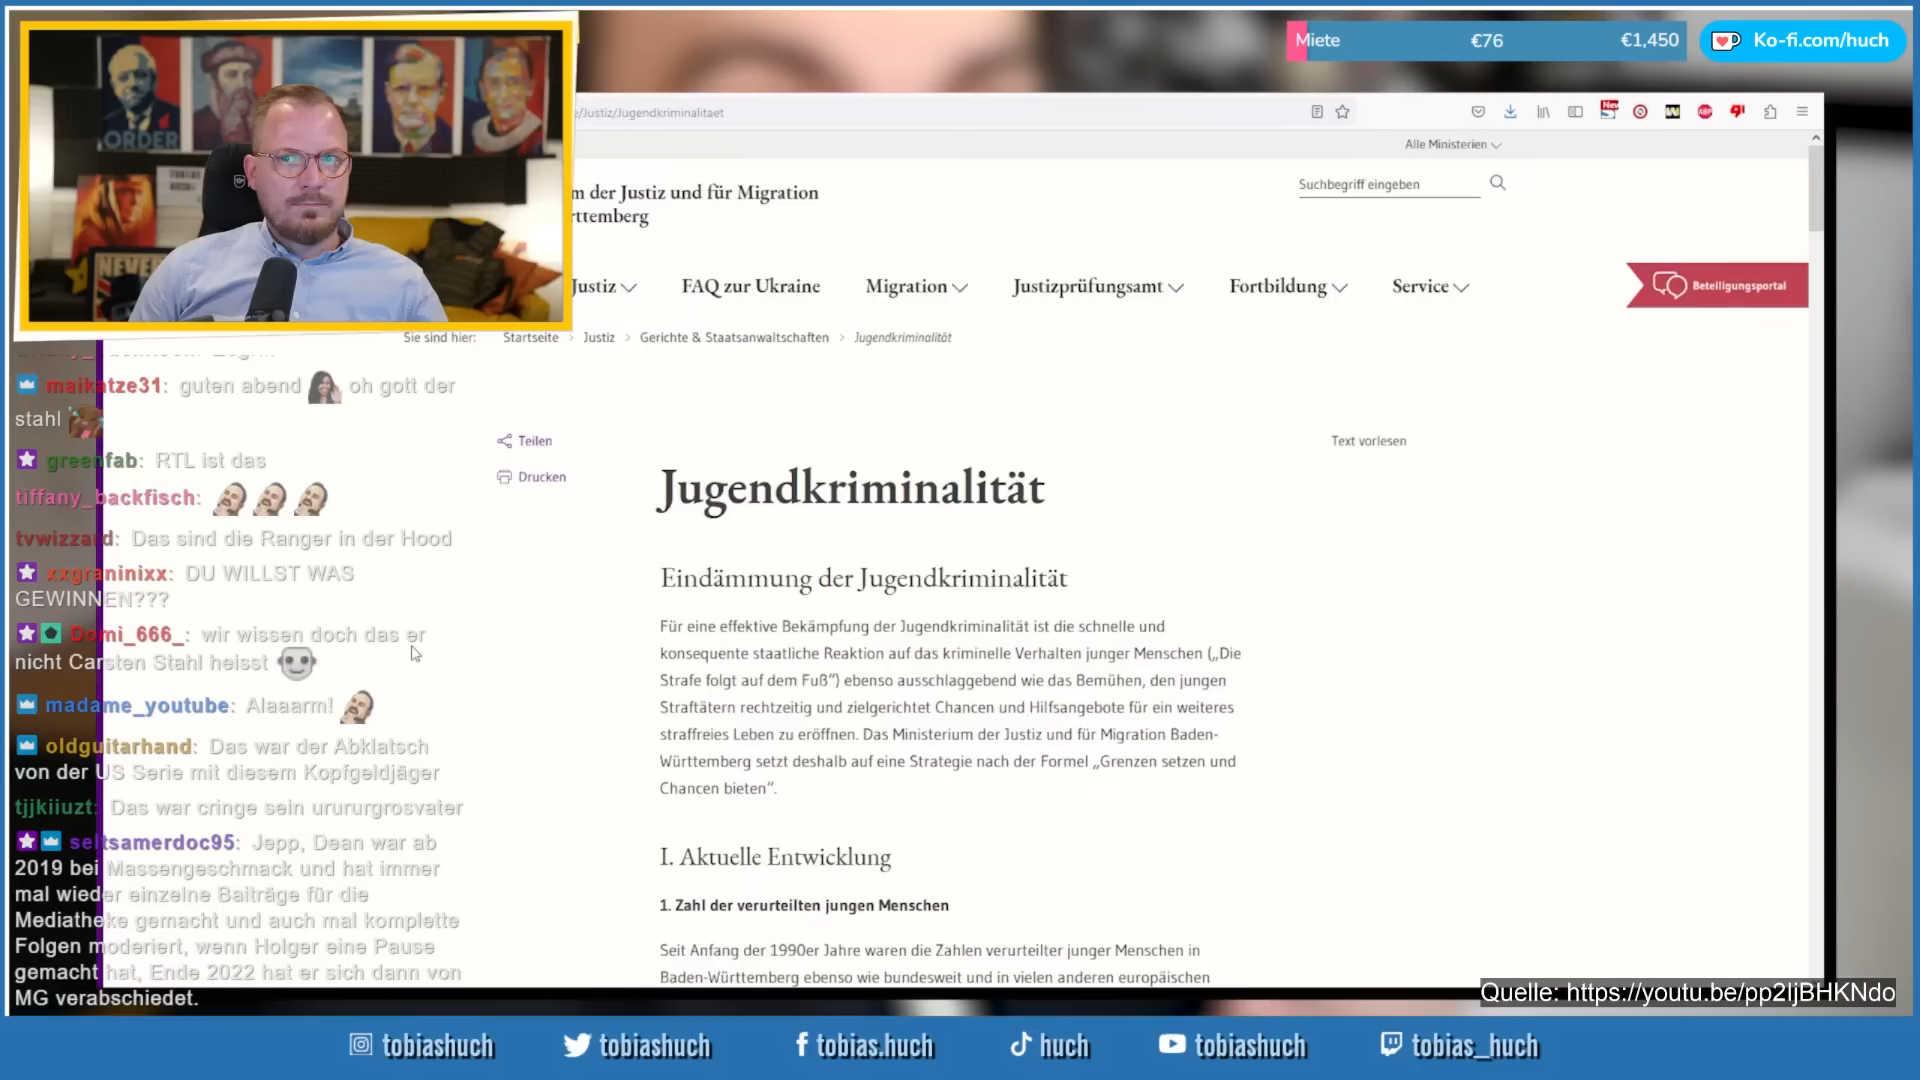 Miete €76 €1,450
Ko-fi.com/huch
ORDER
NEVER
e/Justiz/Jugendkriminalitaet
Alle Ministerien
Suchbegriff eingeben
m der Justiz und für Migration
rttemberg
Justiz FAQ zur Ukraine Migration Justizprüfungsamt Fortbildung Service
Beteiligungsportal
Sie sind hier: Startseite > Justiz > Gerichte & Staatsanwaltschaften > Jugendkriminalität
maikatze31: guten abend oh gott der
stahl
greenfab: RTL ist das
tiffany_backfisch:
tvwizzard: Das sind die Ranger in der Hood
xxgraninixx: DU WILLST WAS
GEWINNEN???
Domi_666_: wir wissen doch das er
nicht Carsten Stahl heisst
madame_youtube: Alaaarm!
oldguitarhand: Das war der Abklatsch
von der US Serie mit diesem Kopfgeldjäger
tjjkiiuzt: Das war cringe sein urururgrosvater
seltsamerdoc95: Jepp, Dean war ab
2019 bei Massengeschmack und hat immer
mal wieder einzelne Baiträge für die
Mediatheke gemacht und auch mal komplette
Folgen moderiert, wenn Holger eine Pause
gemacht hat, Ende 2022 hat er sich dann von
MG verabschiedet.
Teilen
Drucken
Text vorlesen
Jugendkriminalität
Eindämmung der Jugendkriminalität
Für eine effektive Bekämpfung der Jugendkriminalität ist die schnelle und
konsequente staatliche Reaktion auf das kriminelle Verhalten junger Menschen („Die
Strafe folgt auf dem Fuß“) ebenso ausschlaggebend wie das Bemühen, den jungen
Straftätern rechtzeitig und zielgerichtet Chancen und Hilfsangebote für ein weiteres
straffreies Leben zu eröffnen. Das Ministerium der Justiz und für Migration Baden-
Württemberg setzt deshalb auf eine Strategie nach der Formel „Grenzen setzen und
Chancen bieten“.
I. Aktuelle Entwicklung
1. Zahl der verurteilten jungen Menschen
Seit Anfang der 1990er Jahre waren die Zahlen verurteilter junger Menschen in
Baden-Württemberg ebenso wie bundesweit und in vielen anderen europäischen
Quelle: https://youtu.be/pp2IjBHKNdo
tobiashuch tobiashuch tobias.huch huch tobiashuch tobias_huch